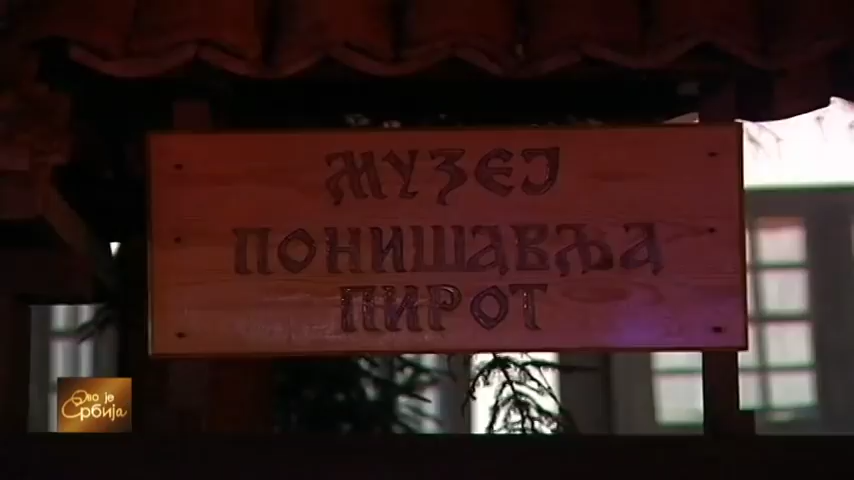 МУЗЕЈ
ПОНИШАВЉА
ПИРОТ
Ово је
Србија